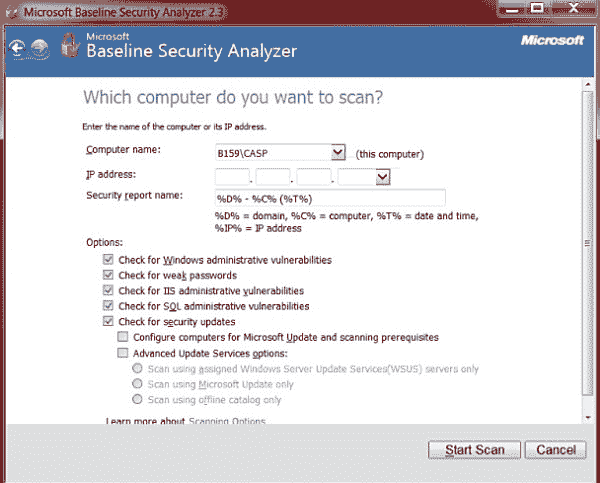 Microsoft Baseline Security Analyzer 2.3
Microsoft
Baseline Security Analyzer
Microsoft
Which computer do you want to scan?
Enter the name of the computer or its IP address.
Computer name:
B159\CASP
(this computer)
IP address:
. . .
Security report name:
%D% - %C% (%T%)
%D% = domain, %C% = computer, %T% = date and time,
%IP% = IP address
Options:
Check for Windows administrative vulnerabilities
Check for weak passwords
Check for IIS administrative vulnerabilities
Check for SQL administrative vulnerabilities
Check for security updates
Configure computers for Microsoft Update and scanning prerequisites
Advanced Update Services options:
Scan using assigned Windows Server Update Services(WSUS) servers only
Scan using Microsoft Update only
Scan using offline catalog only
Learn more about Scanning Options
Start Scan
Cancel